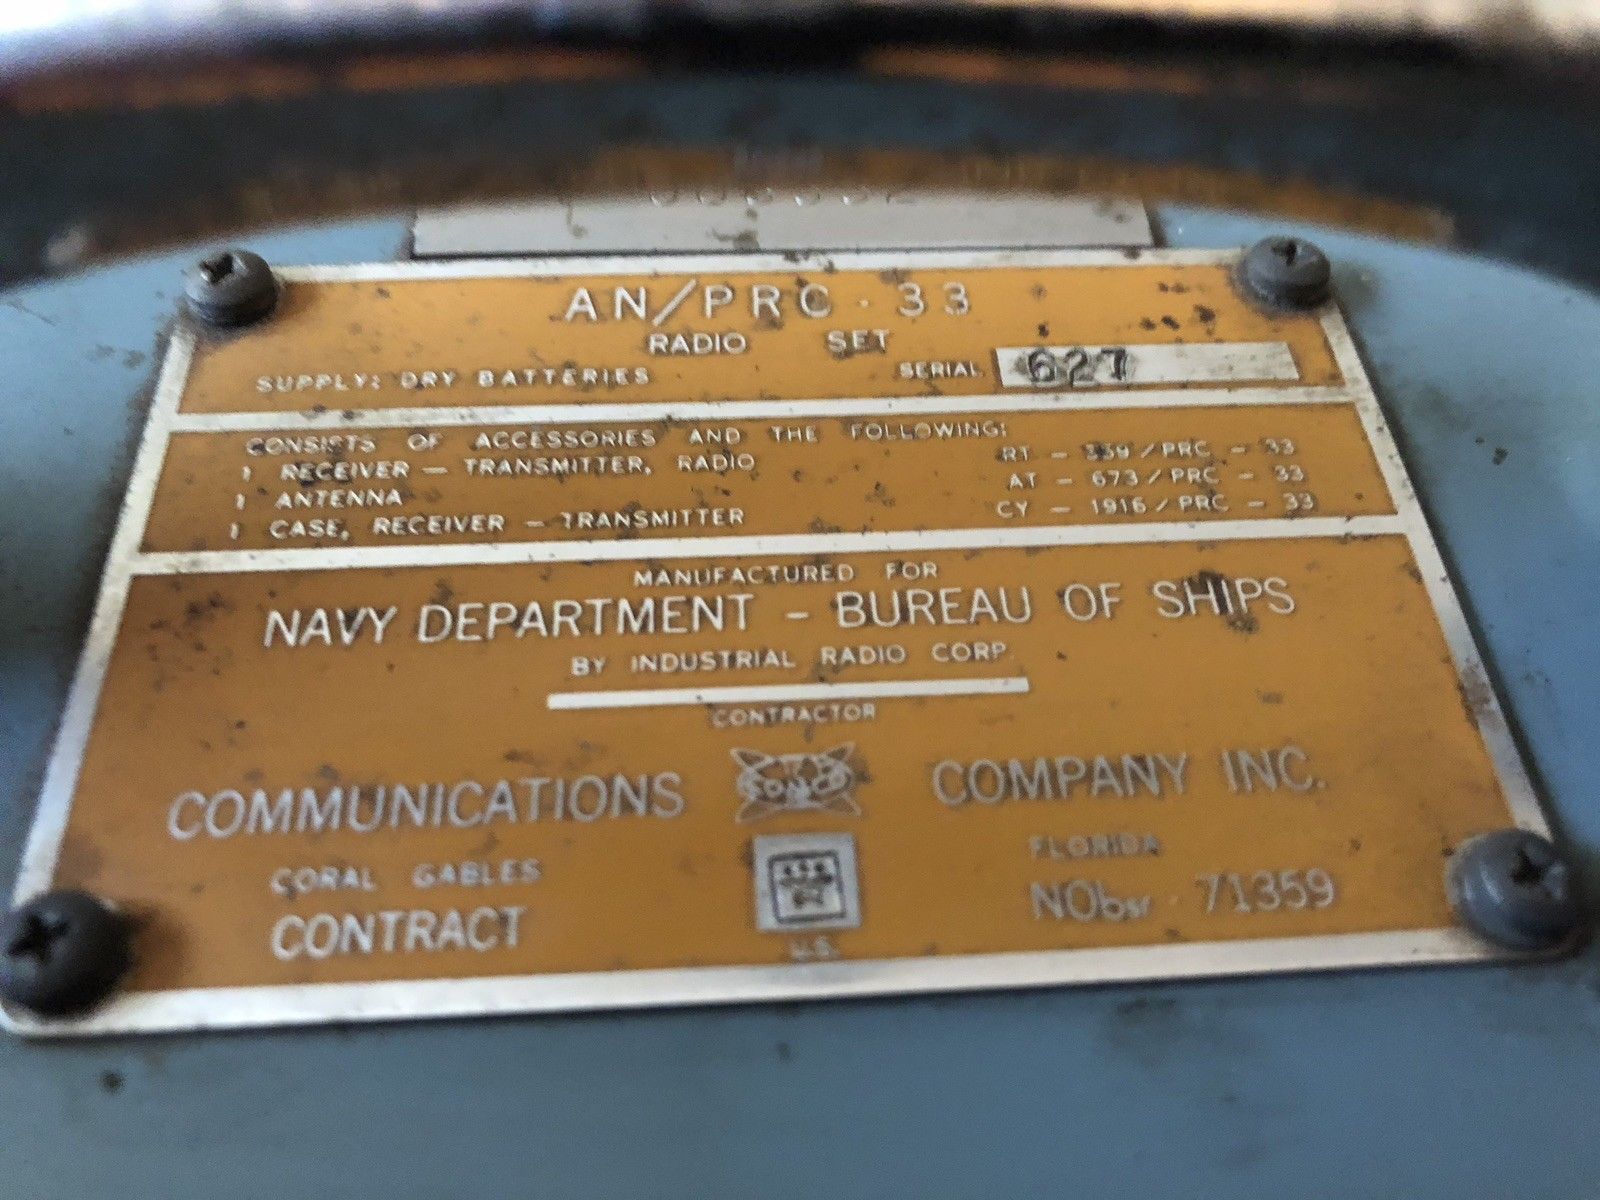 AN/PRC - 33
RADIO SET
SUPPLY: DRY BATTERIES SERIAL 627
CONSISTS OF ACCESSORIES AND THE FOLLOWING:
1 RECEIVER - TRANSMITTER, RADIO RT - 359/PRC - 33
1 ANTENNA AT - 673/PRC - 33
1 CASE, RECEIVER - TRANSMITTER CY - 1916/PRC - 33
MANUFACTURED FOR
NAVY DEPARTMENT - BUREAU OF SHIPS
BY INDUSTRIAL RADIO CORP.
CONTRACTOR
COMMUNICATIONS COMPANY INC.
CORAL GABLES FLORIDA
CONTRACT NObsr - 71359
U.S.